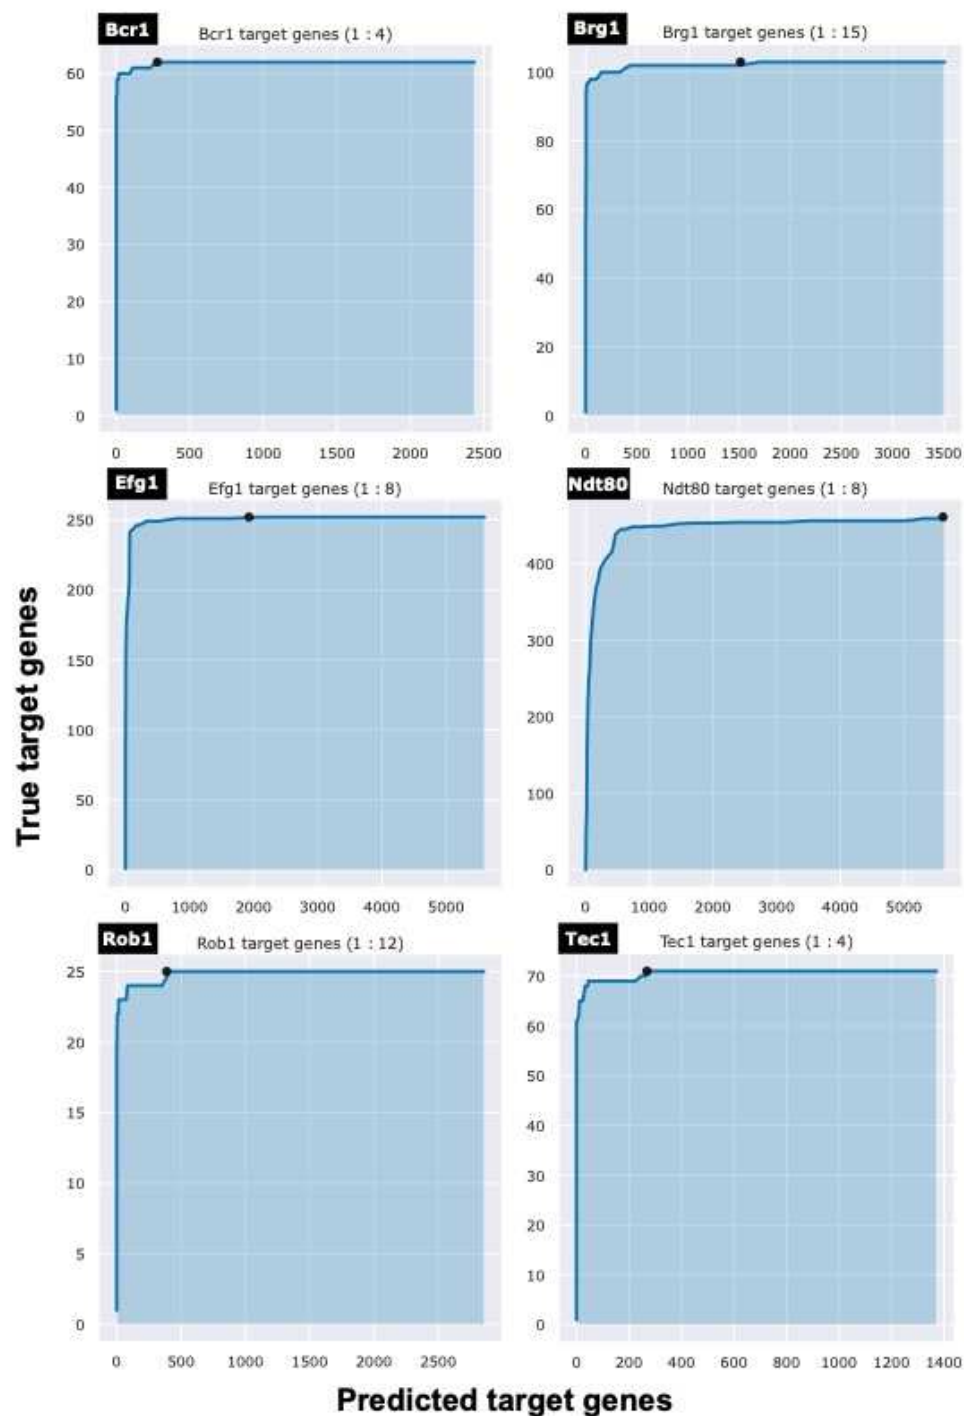 Bcr1
Bcr1 target genes (1 : 4)
60
50
40
30
20
10
0
0 500 1000 1500 2000 2500
Brg1
Brg1 target genes (1 : 15)
100
80
60
40
20
0
0 500 1000 1500 2000 2500 3000 3500
Efg1
Efg1 target genes (1 : 8)
250
200
150
100
50
0
0 1000 2000 3000 4000 5000
Ndt80
Ndt80 target genes (1 : 8)
400
300
200
100
0
0 1000 2000 3000 4000 5000
Rob1
Rob1 target genes (1 : 12)
25
20
15
10
5
0
0 500 1000 1500 2000 2500
Tec1
Tec1 target genes (1 : 4)
70
60
50
40
30
20
10
0
0 200 400 600 800 1000 1200 1400
True target genes
Predicted target genes